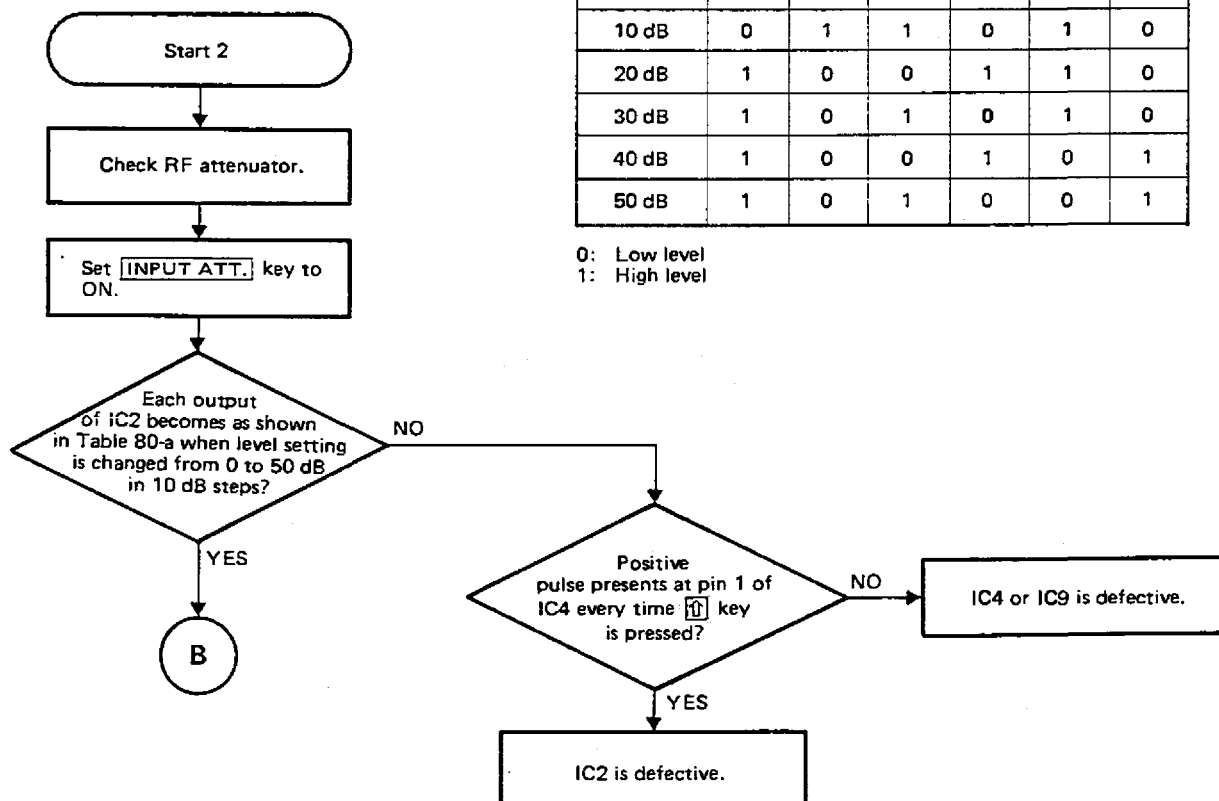 10 dB 0 1 1 0 1 0
20 dB 1 0 0 1 1 0
30 dB 1 0 1 0 1 0
40 dB 1 0 0 1 0 1
50 dB 1 0 1 0 0 1
0: Low level
1: High level
Start 2
Check RF attenuator.
Set INPUT ATT. key to
ON.
Each output
of IC2 becomes as shown
in Table 80-a when level setting
is changed from 0 to 50 dB
in 10 dB steps?
NO
YES
B
Positive
pulse presents at pin 1 of
IC4 every time ⇧ key
is pressed?
NO
IC4 or IC9 is defective.
YES
IC2 is defective.